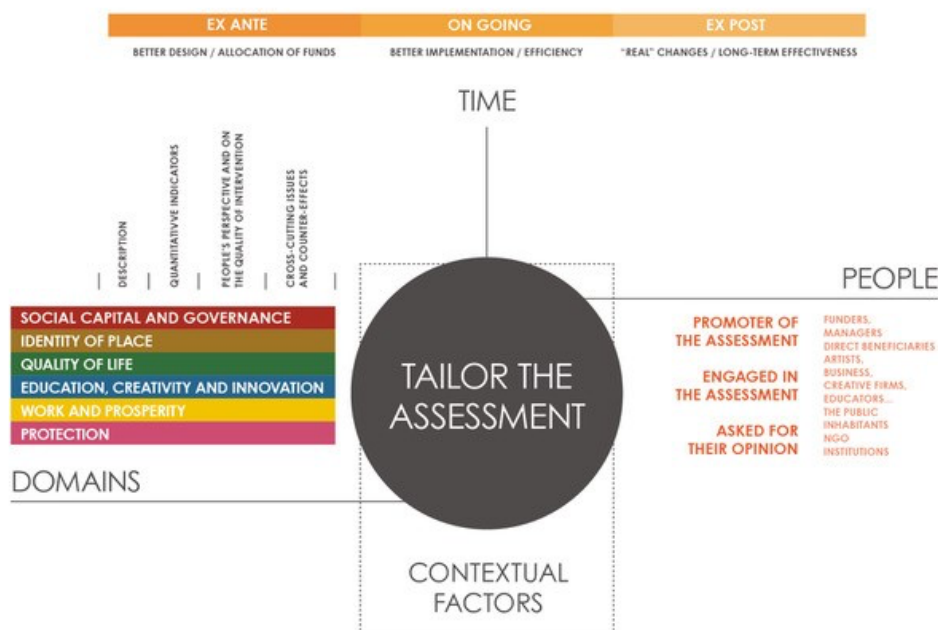 EX ANTE
ON GOING
EX POST
BETTER DESIGN / ALLOCATION OF FUNDS
BETTER IMPLEMENTATION / EFFICIENCY
"REAL" CHANGES / LONG-TERM EFFECTIVENESS
TIME
DESCRIPTION
QUANTITATIVVE INDICATORS
PEOPLE'S PERSPECTIVE AND ON
THE QUALITY OF INTERVENTION
CROSS-CUTTING ISSUES
AND COUNTER-EFFECTS
SOCIAL CAPITAL AND GOVERNANCE
IDENTITY OF PLACE
QUALITY OF LIFE
EDUCATION, CREATIVITY AND INNOVATION
WORK AND PROSPERITY
PROTECTION
DOMAINS
TAILOR THE
ASSESSMENT
PEOPLE
PROMOTER OF
THE ASSESSMENT
ENGAGED IN
THE ASSESSMENT
ASKED FOR
THEIR OPINION
FUNDERS,
MANAGERS
DIRECT BENEFICIARIES
ARTISTS,
BUSINESS,
CREATIVE FIRMS,
EDUCATORS...
THE PUBLIC
INHABITANTS
NGO
INSTITUTIONS
CONTEXTUAL
FACTORS